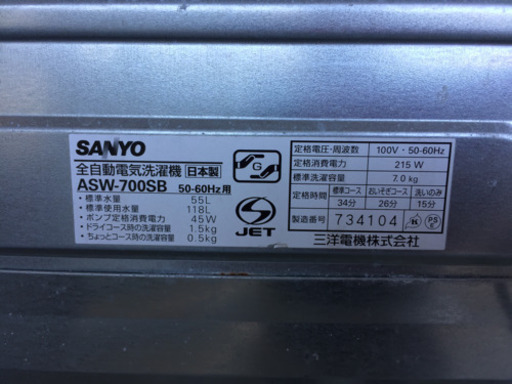 SANYO
全自動電気洗濯機 日本製
ASW-700SB 50-60Hz用
・標準水量 55L
・標準使用水量 118L
・ポンプ定格消費電力 45W
・ドライコース時の洗濯容量 1.5kg
・ちょっとコース時の洗濯容量 0.5kg
G
JET
定格電圧・周波数 100V・50-60Hz
定格消費電力 215W
標準洗濯容量 7.0kg
定格時間 標準コース おいそぎコース 洗いのみ
34分 26分 15分
製造番号 734104
PS
E
三洋電機株式会社